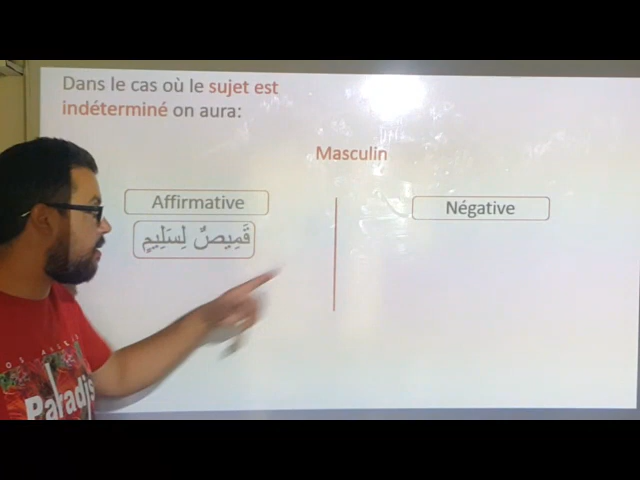 Dans le cas où le sujet est
indéterminé on aura:
Masculin
Affirmative
Négative
قَمِيصٌ لِسَلِيمٍ
Paradis